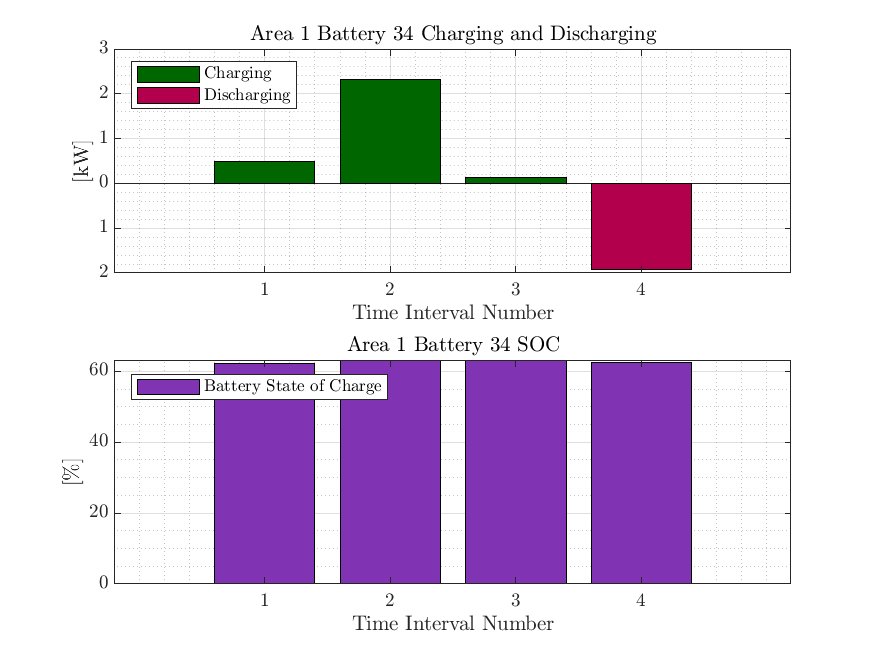 Area 1 Battery 34 Charging and Discharging
3
2
1
0
1
2
[kW]
Charging
Discharging
1 2 3 4
Time Interval Number
Area 1 Battery 34 SOC
60
40
20
0
[%]
Battery State of Charge
1 2 3 4
Time Interval Number